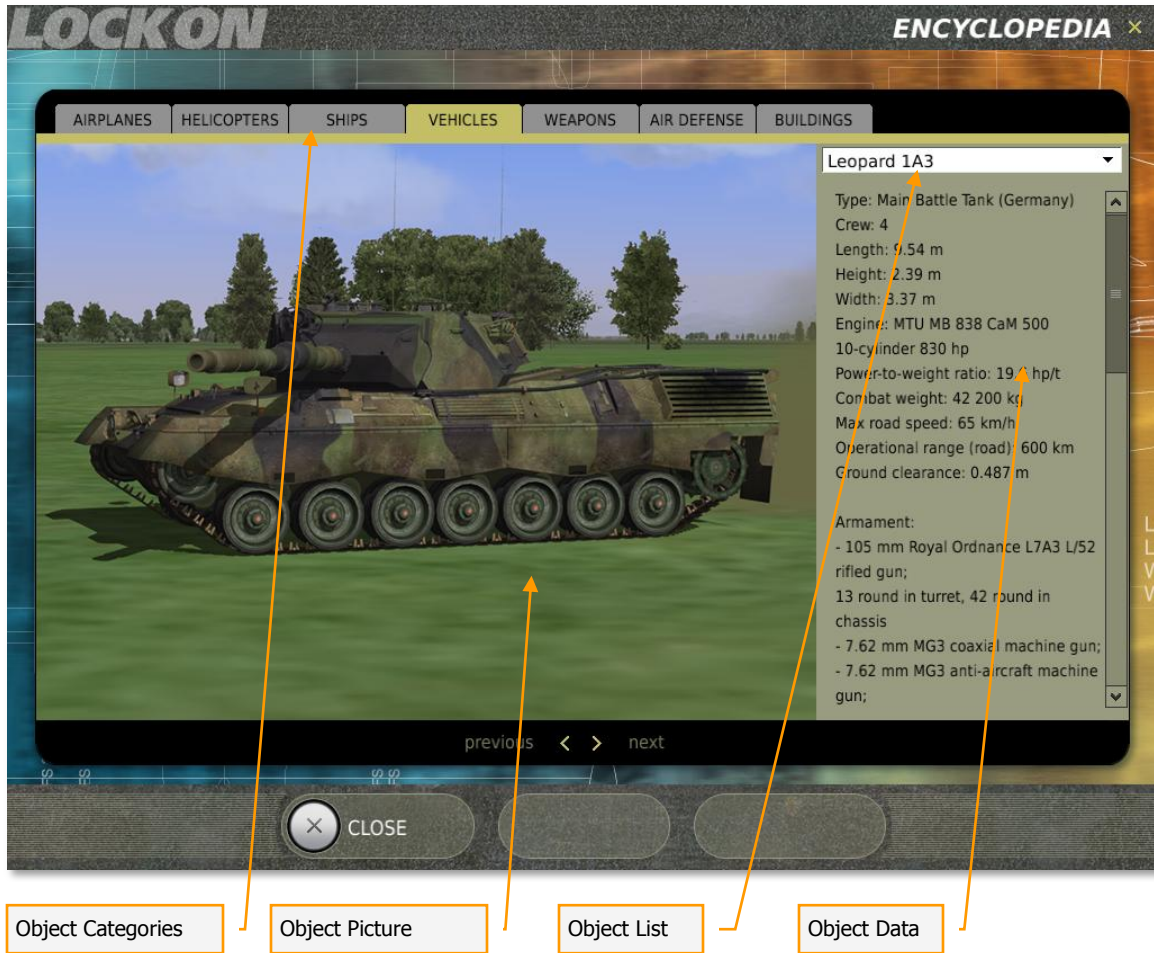 LOCKON
ENCYCLOPEDIA
AIRPLANES HELICOPTERS SHIPS VEHICLES WEAPONS AIR DEFENSE BUILDINGS
Leopard 1A3
Type: Main Battle Tank (Germany)
Crew: 4
Length: 9.54 m
Height: 2.39 m
Width: 3.37 m
Engine: MTU MB 838 CaM 500
10-cylinder 830 hp
Power-to-weight ratio: hp/t
Combat weight: 42 200 kg
Max road speed: 65 km/h
Operational range (road): 600 km
Ground clearance: 0.487 m
Armament:
- 105 mm Royal Ordnance L7A3 L/52
rifled gun;
13 round in turret, 42 round in
chassis
- 7.62 mm MG3 coaxial machine gun;
- 7.62 mm MG3 anti-aircraft machine
gun;
previous < > next
CLOSE
Object Categories
Object Picture
Object List
Object Data